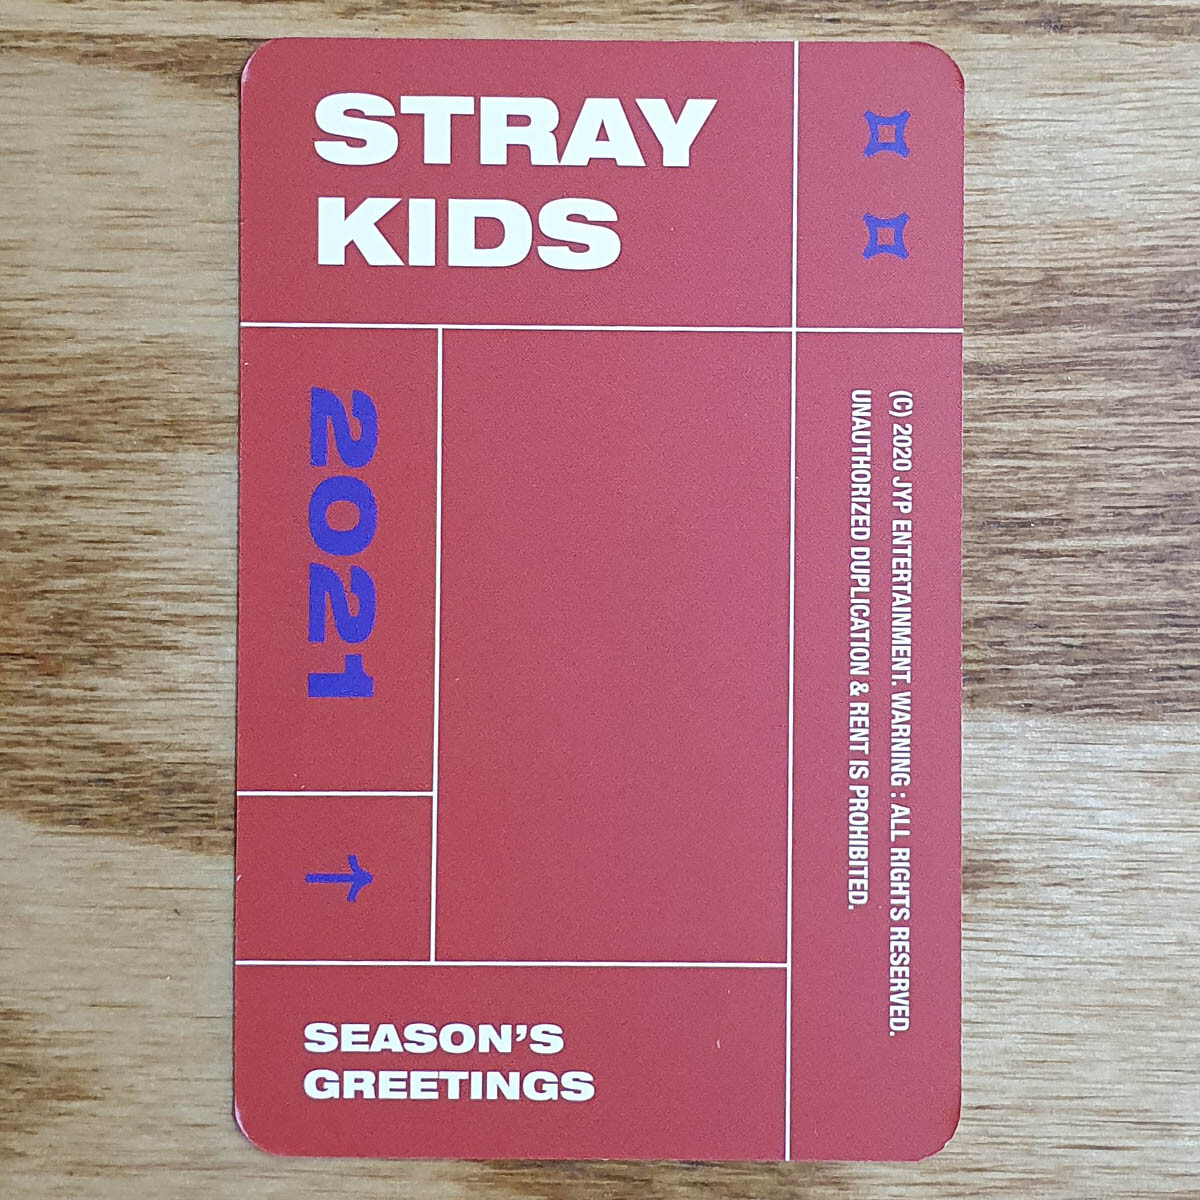 STRAY
KIDS
2021
(C) 2020 JYP ENTERTAINMENT. WARNING : ALL RIGHTS RESERVED.
UNAUTHORIZED DUPLICATION & RENT IS PROHIBITED.
SEASON’S
GREETINGS